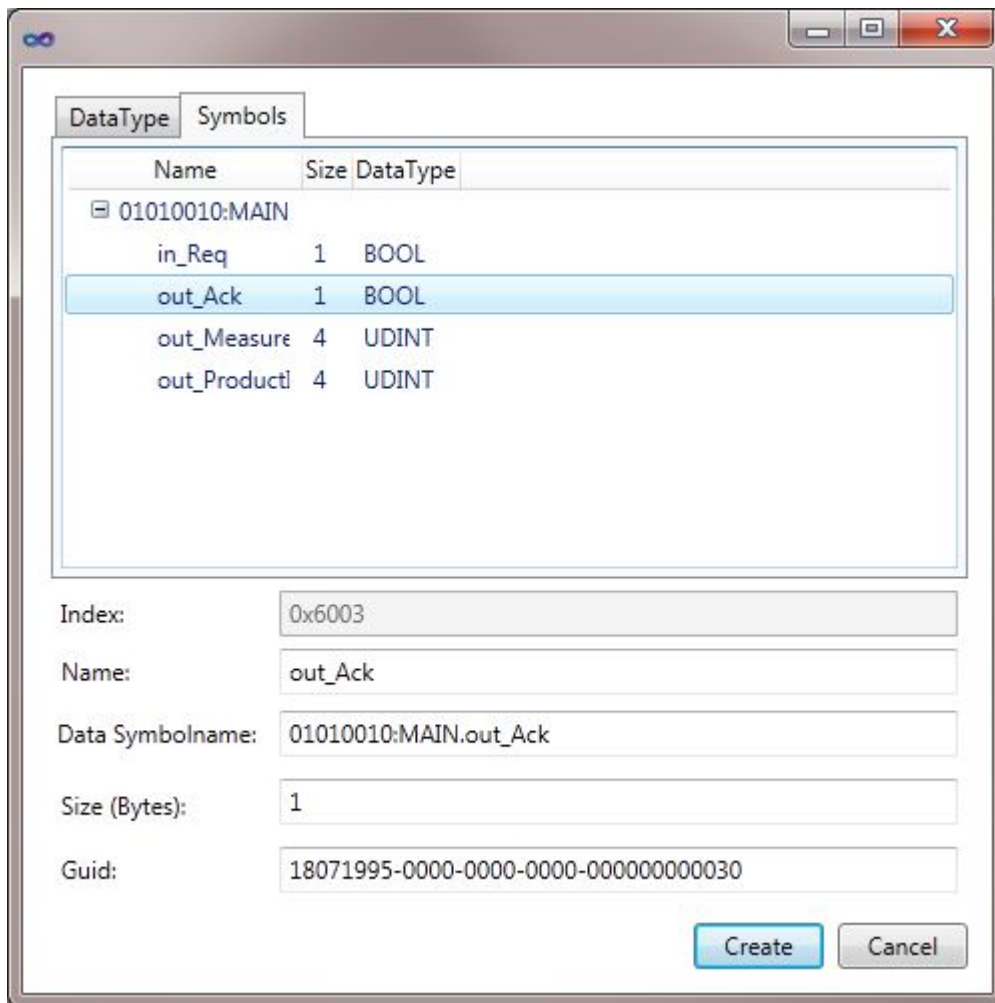 DataType Symbols
Name Size DataType
01010010:MAIN
in_Req 1 BOOL
out_Ack 1 BOOL
out_Measure 4 UDINT
4 UDINT
Index: 0x6003
Name: out_Ack
Data Symbolname: 01010010:MAIN.out_Ack
Size (Bytes): 1
Guid: 18071995-0000-0000-0000-000000000030
Create Cancel